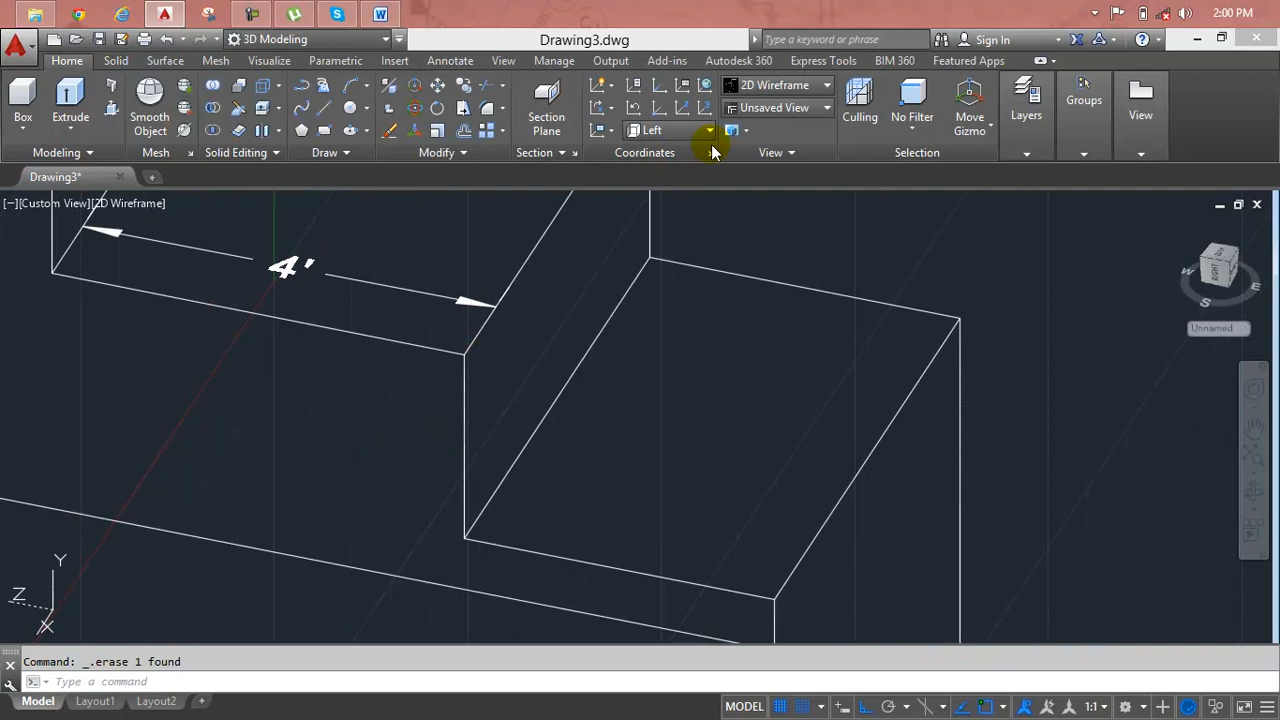 2:00 PM
3D Modeling
Drawing3.dwg
Type a keyword or phrase
Sign In
Home Solid Surface Mesh Visualize Parametric Insert Annotate View Manage Output Add-ins Autodesk 360 Express Tools BIM 360 Featured Apps
2D Wireframe
Unsaved View
Left
Box Extrude Smooth Object Section Plane Culling No Filter Move Gizmo Layers Groups View
Modeling Mesh Solid Editing Draw Modify Section Coordinates View Selection
Drawing3*
[−][Custom View][2D Wireframe]
4'
RIGHT
W
S
E
Unnamed
Y
Z
X
Command: _.erase 1 found
Type a command
Model Layout1 Layout2
MODEL
1:1